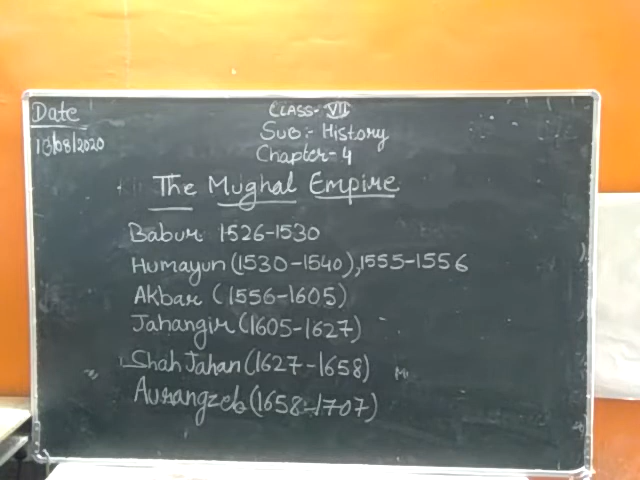 Date
13/08/2020
CLASS- VII
SUB:- History
Chapter-4
The Mughal Empire
Babur 1526-1530
Humayun (1530-1540), 1555-1556
Akbar (1556-1605)
Jahangir (1605-1627)
Shah Jahan (1627-1658)
Aurangzeb (1658-1707)